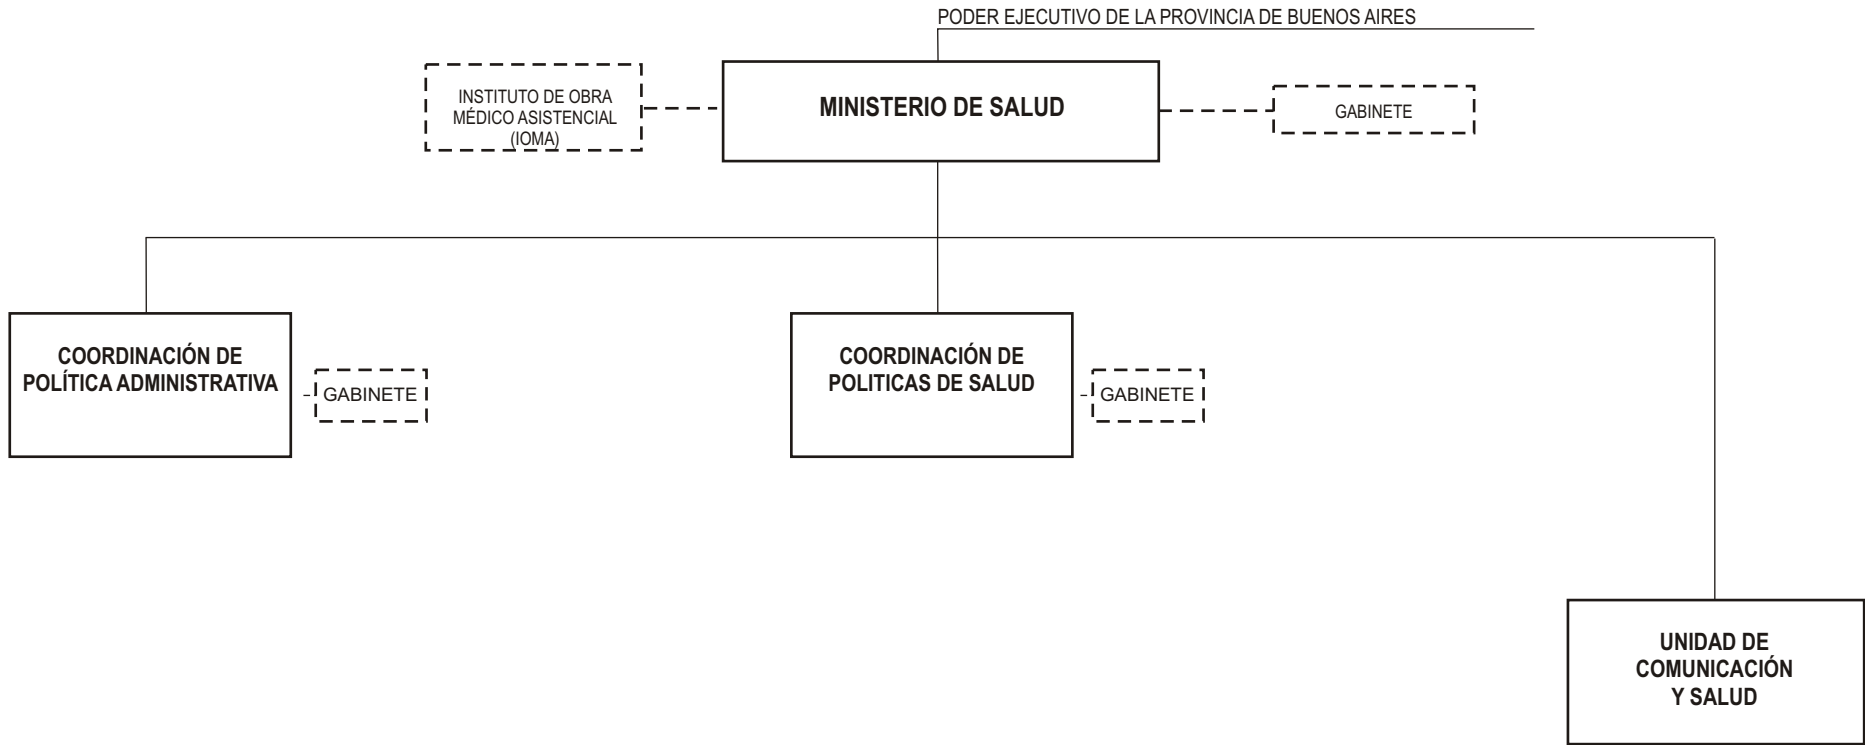 PODER EJECUTIVO DE LA PROVINCIA DE BUENOS AIRES
INSTITUTO DE OBRA
MÉDICO ASISTENCIAL
(IOMA)
MINISTERIO DE SALUD
GABINETE
COORDINACIÓN DE
POLÍTICA ADMINISTRATIVA
GABINETE
COORDINACIÓN DE
POLITICAS DE SALUD
GABINETE
UNIDAD DE
COMUNICACIÓN
Y SALUD